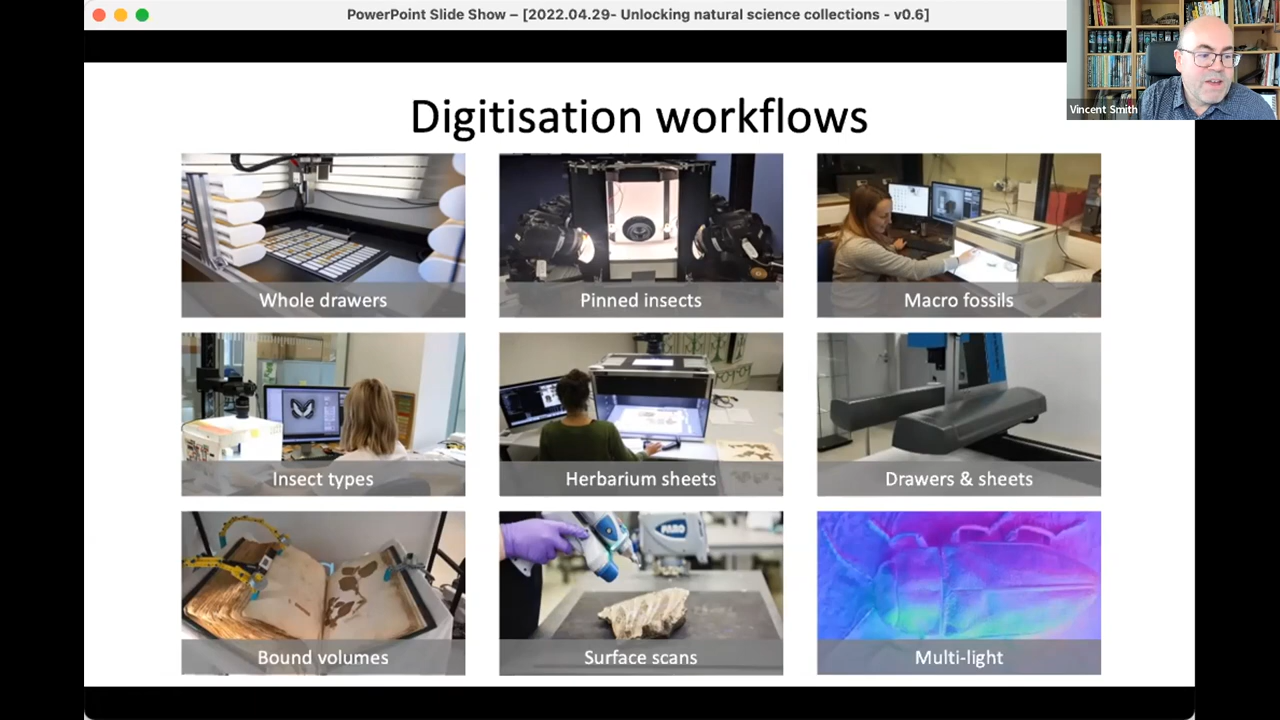 PowerPoint Slide Show – [2022.04.29- Unlocking natural science collections - v0.6]
Vincent Smith
Digitisation workflows
Whole drawers
Pinned insects
Macro fossils
Insect types
Herbarium sheets
Drawers & sheets
Bound volumes
FARO
Surface scans
Multi-light